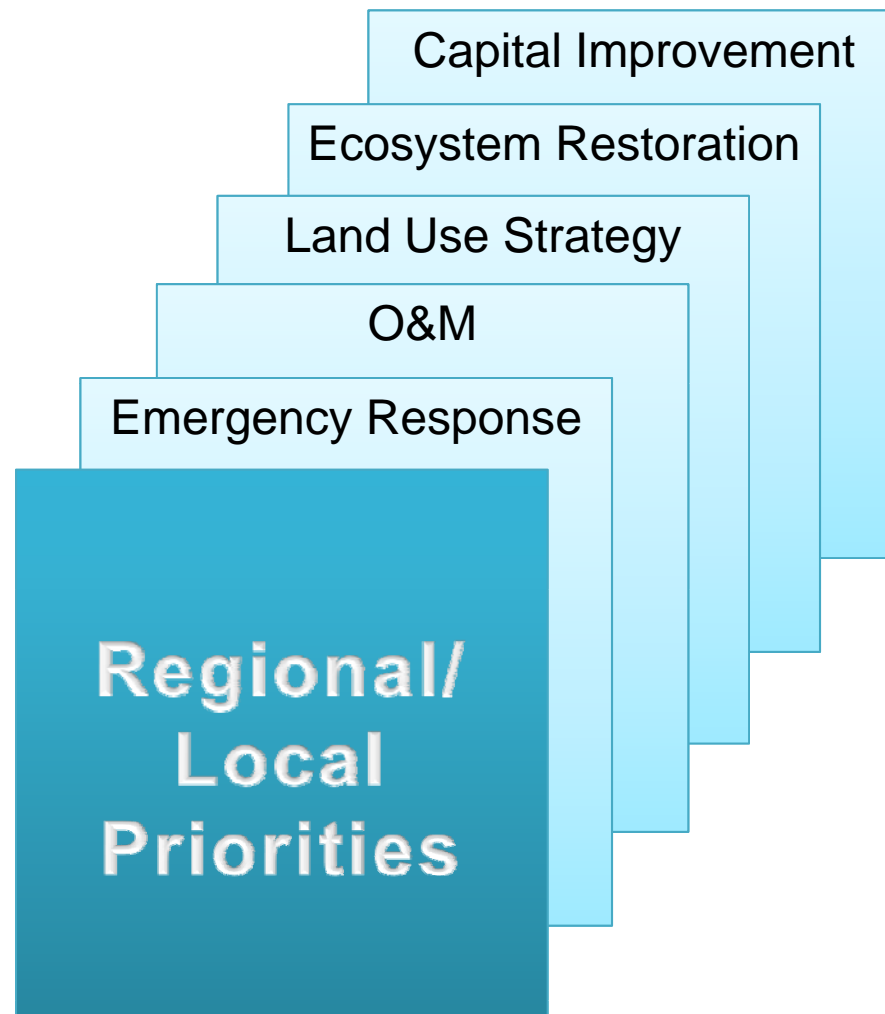 Capital Improvement
Ecosystem Restoration
Land Use Strategy
O&M
Emergency Response
Regional/
Local
Priorities